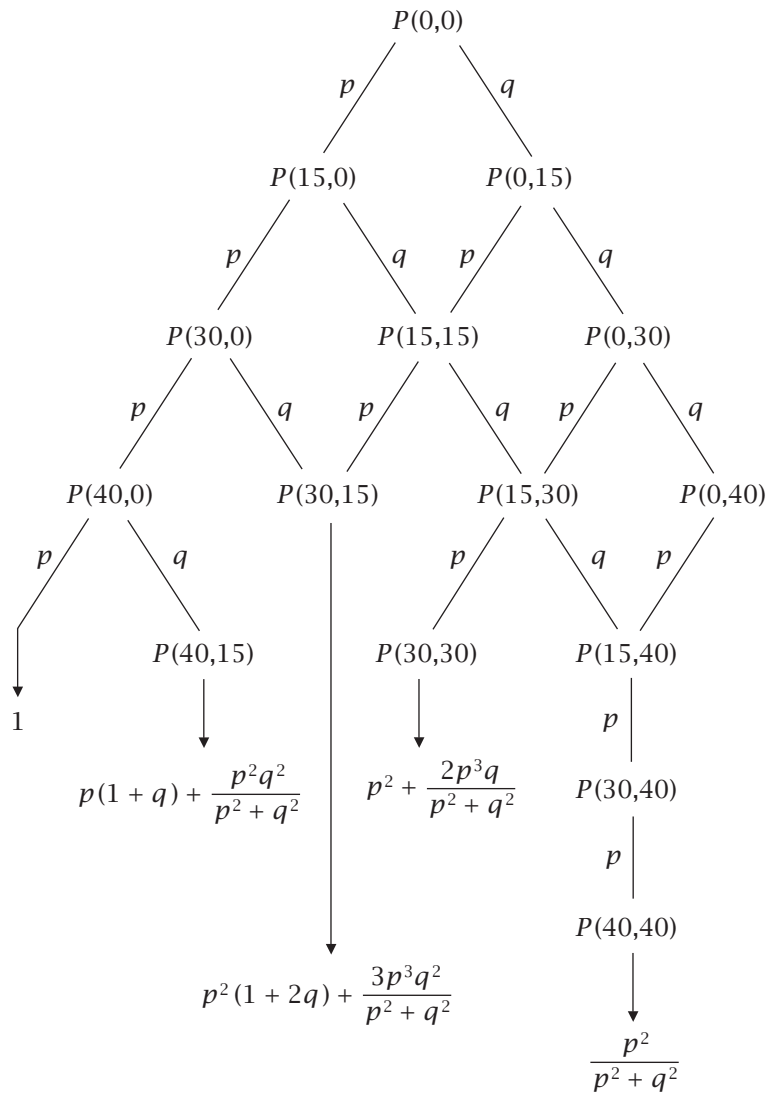 P(0,0)
p q
P(15,0) P(0,15)
p q p q
P(30,0) P(15,15) P(0,30)
p q p q p q
P(40,0) P(30,15) P(15,30) P(0,40)
p q p q p
P(40,15) P(30,30) P(15,40)
1
p
p(1 + q) + p²q² / (p² + q²) p² + 2p³q / (p² + q²) P(30,40)
p
P(40,40)
p²(1 + 2q) + 3p³q² / (p² + q²)
p² / (p² + q²)